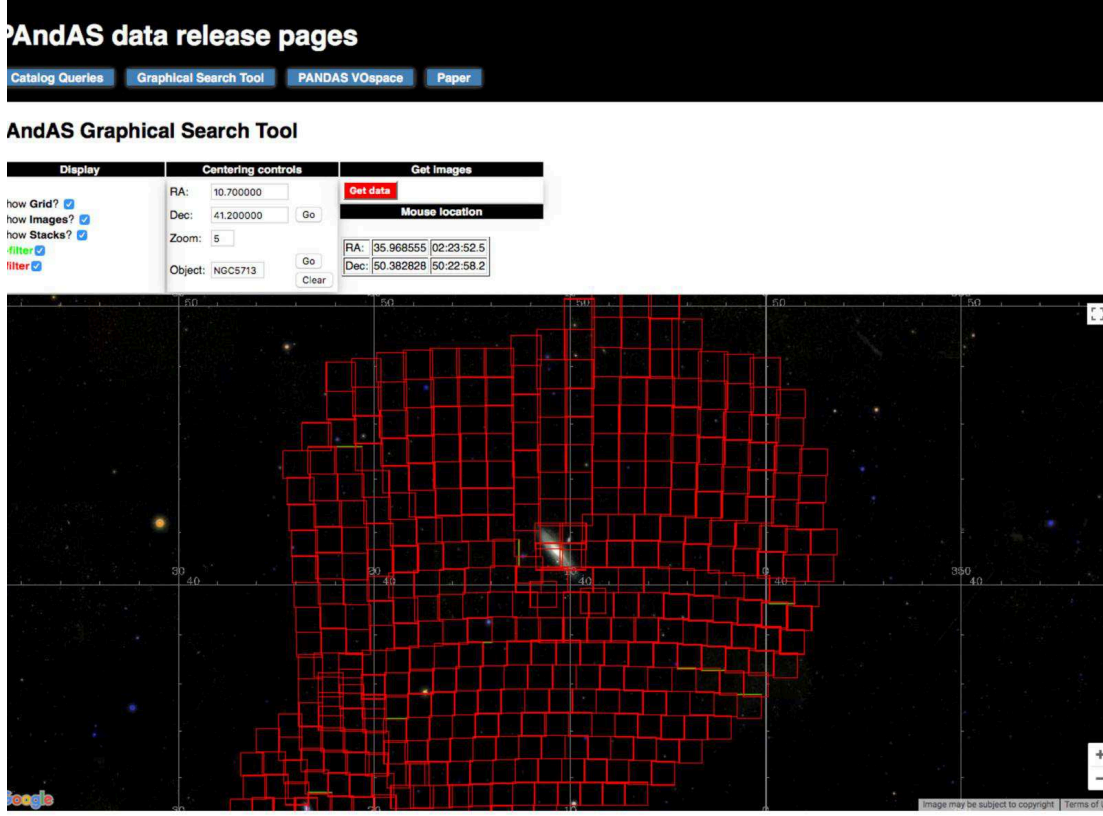 PAndAS data release pages
Catalog Queries Graphical Search Tool PANDAS VOspace Paper
AndAS Graphical Search Tool
Display Centering controls Get images
RA: 10.700000 Get data
how Grid?
how Images? Dec: 41.200000 Go Mouse location
how Stacks? Zoom: 5
-filter RA: 35.968555 02:23:52.5
filter Object: NGC5713 Go Dec: 50.382828 50:22:58.2
Clear
50 50 50
30 20 10 0 350
40 40 40
Google
30 20 10 0
Image may be subject to copyright Terms of